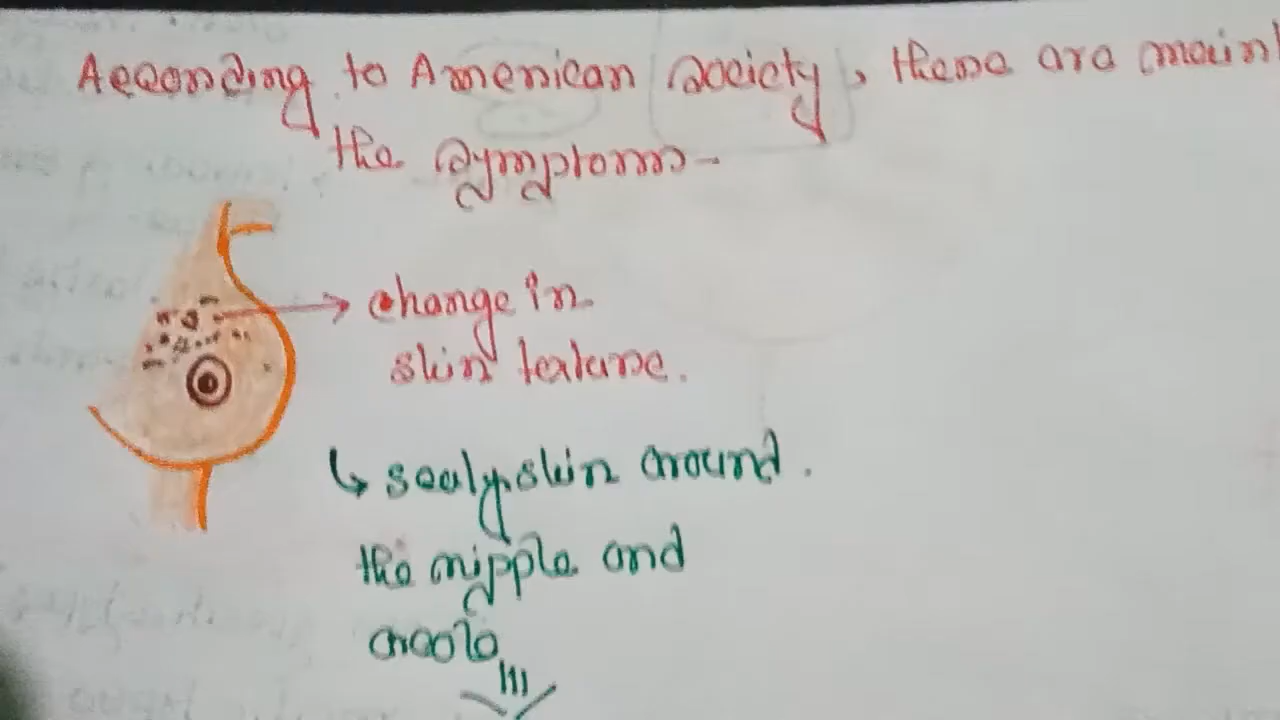 According to American society, these are main
the symptoms-
change in
skin texture.
↳ scaly skin around.
the nipple and
areola